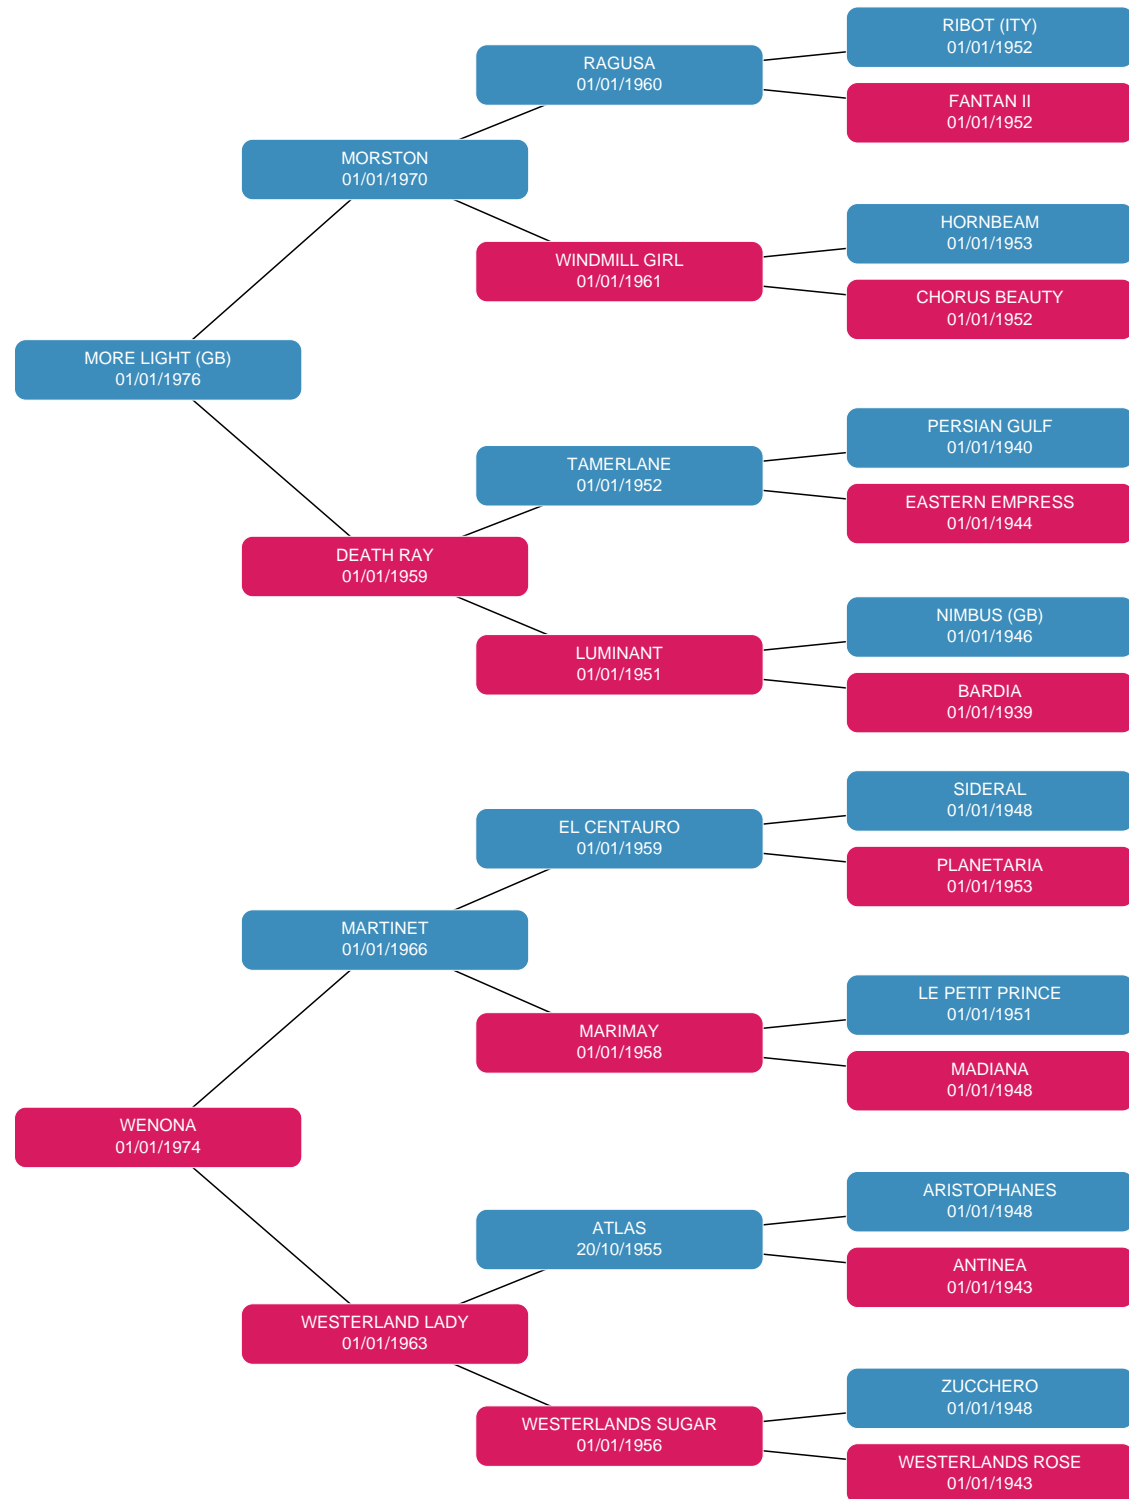 RIBOT (ITY)
01/01/1952
RAGUSA
01/01/1960
FANTAN II
01/01/1952
MORSTON
01/01/1970
HORNBEAM
01/01/1953
WINDMILL GIRL
01/01/1961
CHORUS BEAUTY
01/01/1952
MORE LIGHT (GB)
01/01/1976
PERSIAN GULF
01/01/1940
TAMERLANE
01/01/1952
EASTERN EMPRESS
01/01/1944
DEATH RAY
01/01/1959
NIMBUS (GB)
01/01/1946
LUMINANT
01/01/1951
BARDIA
01/01/1939
SIDERAL
01/01/1948
EL CENTAURO
01/01/1959
PLANETARIA
01/01/1953
MARTINET
01/01/1966
LE PETIT PRINCE
01/01/1951
MARIMAY
01/01/1958
MADIANA
01/01/1948
WENONA
01/01/1974
ARISTOPHANES
01/01/1948
ATLAS
20/10/1955
ANTINEA
01/01/1943
WESTERLAND LADY
01/01/1963
ZUCCHERO
01/01/1948
WESTERLANDS SUGAR
01/01/1956
WESTERLANDS ROSE
01/01/1943